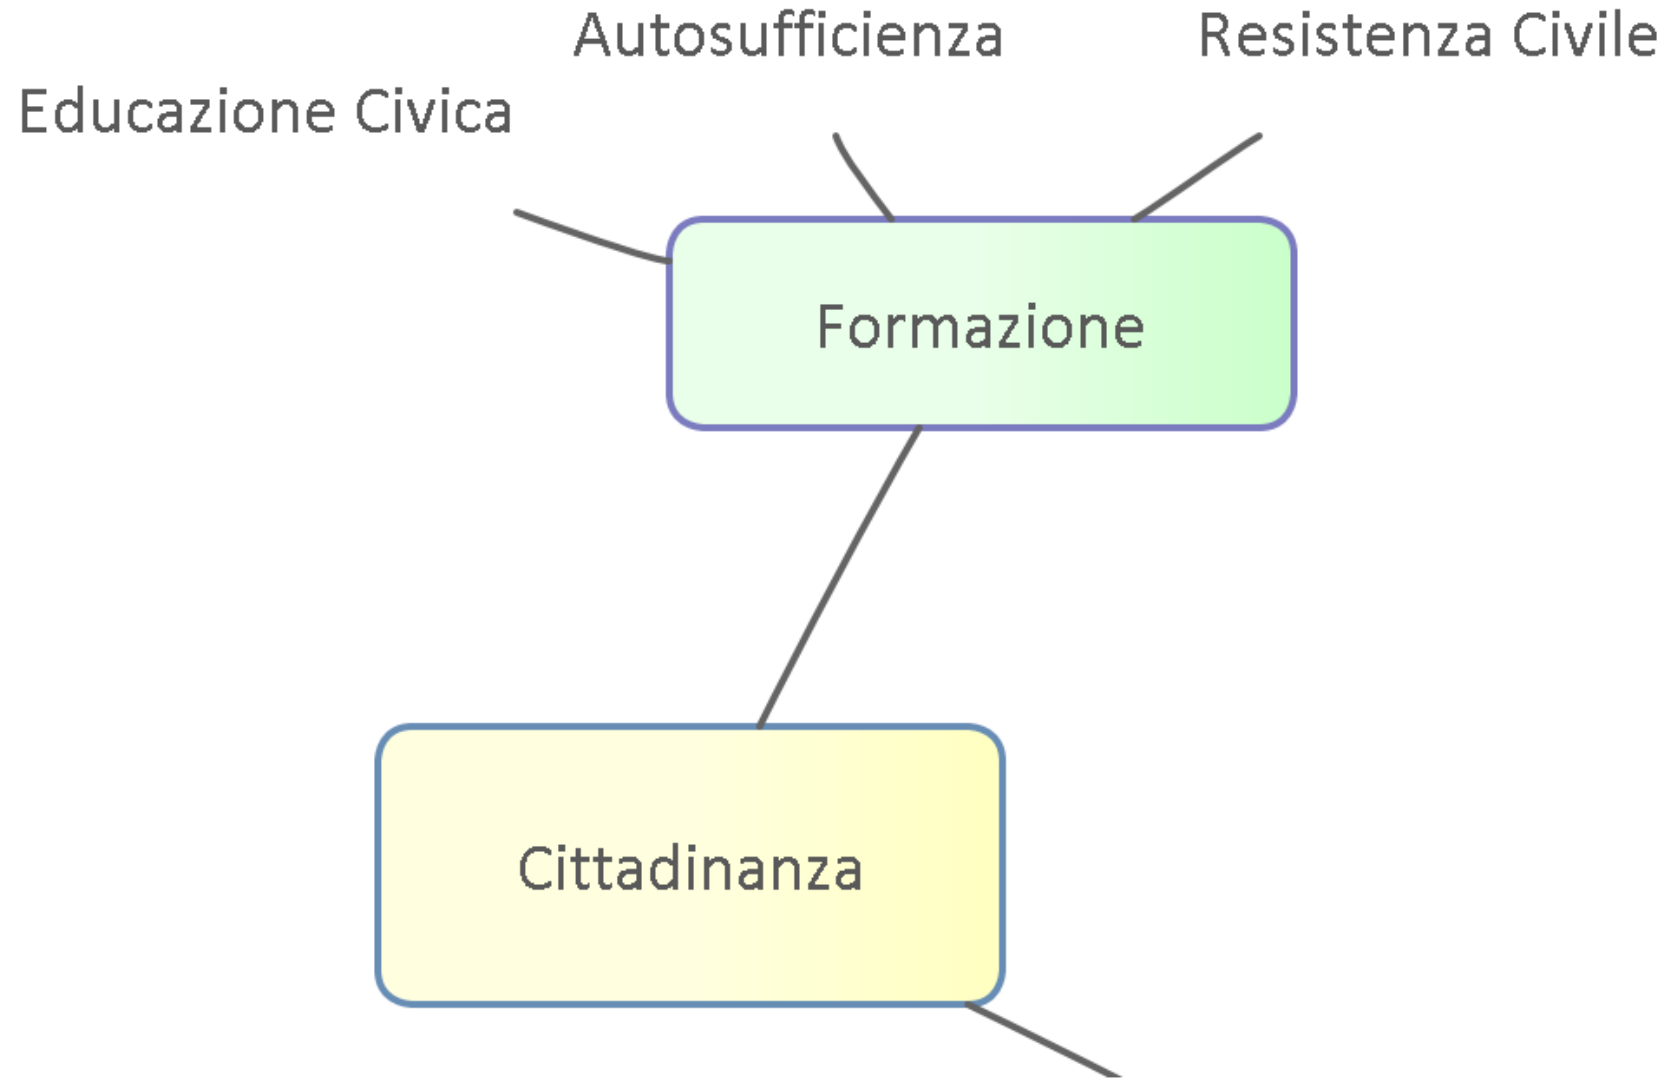 Autosufficienza
Resistenza Civile
Educazione Civica
Formazione
Cittadinanza